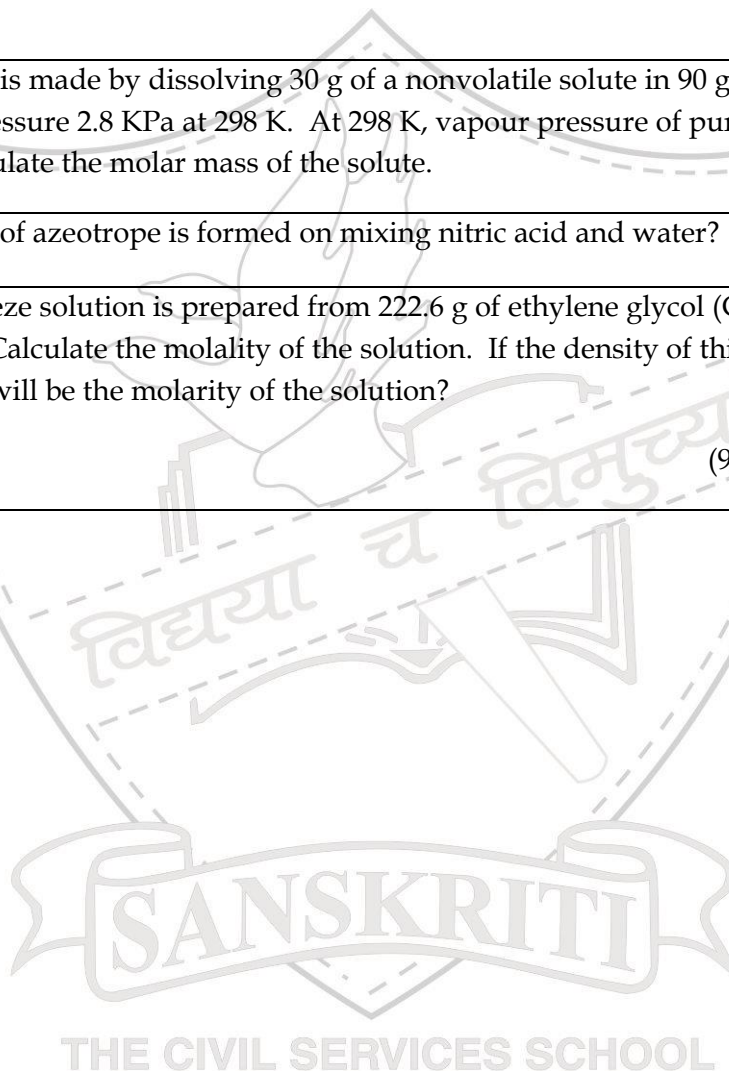 is made by dissolving 30 g of a nonvolatile solute in 90 g
essure 2.8 KPa at 298 K. At 298 K, vapour pressure of pur
ulate the molar mass of the solute.
of azeotrope is formed on mixing nitric acid and water?
eze solution is prepared from 222.6 g of ethylene glycol (C
Calculate the molality of the solution. If the density of thi
will be the molarity of the solution?
(9
विद्यया च विमुच्य
SANSKRITI
THE CIVIL SERVICES SCHOOL